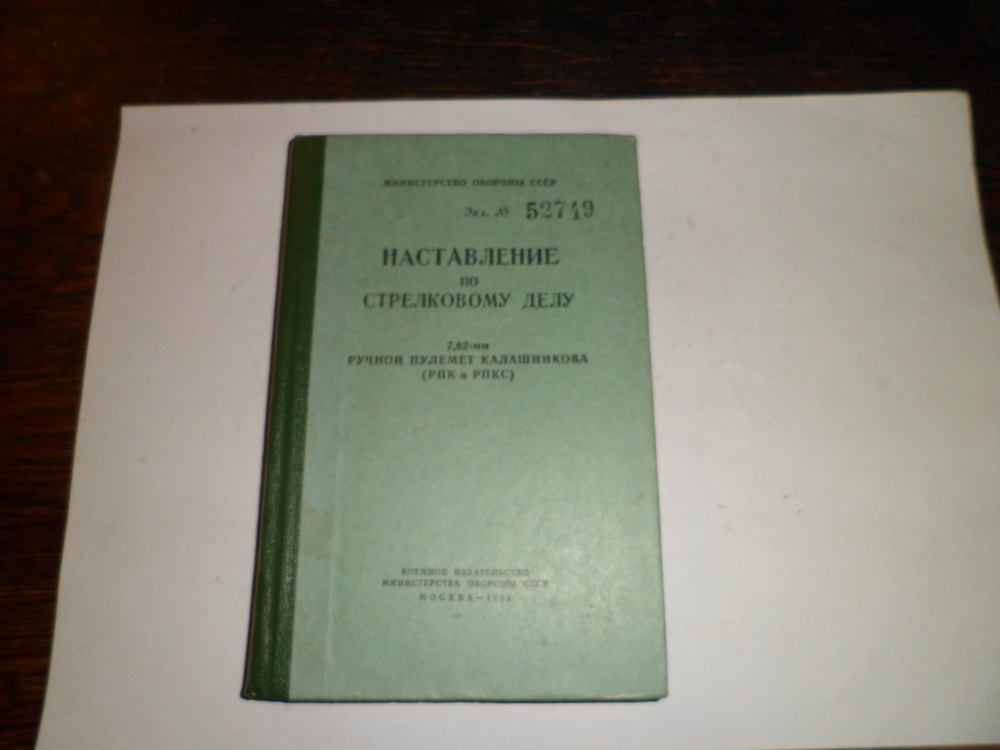 МИНИСТЕРСТВО ОБОРОНЫ СССР
Экз. № 52749
НАСТАВЛЕНИЕ
ПО
СТРЕЛКОВОМУ ДЕЛУ
7,62-мм
РУЧНОЙ ПУЛЕМЕТ КАЛАШНИКОВА
(РПК и РПКС)
ВОЕННОЕ ИЗДАТЕЛЬСТВО
МИНИСТЕРСТВА ОБОРОНЫ СССР
МОСКВА —